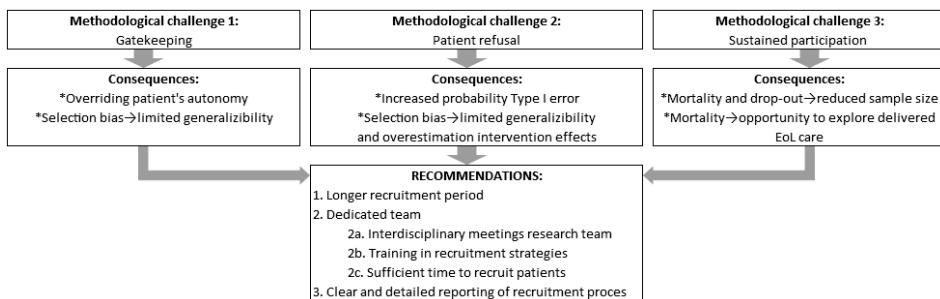 Methodological challenge 1:
Gatekeeping
Methodological challenge 2:
Patient refusal
Methodological challenge 3:
Sustained participation
Consequences:
*Overriding patient's autonomy
*Selection bias→limited generalizibility
Consequences:
*Increased probability Type I error
*Selection bias→limited generalizibility
and overestimation intervention effects
Consequences:
*Mortality and drop-out→reduced sample size
*Mortality→opportunity to explore delivered
EoL care
RECOMMENDATIONS:
1. Longer recruitment period
2. Dedicated team
2a. Interdisciplinary meetings research team
2b. Training in recruitment strategies
2c. Sufficient time to recruit patients
3. Clear and detailed reporting of recruitment proces